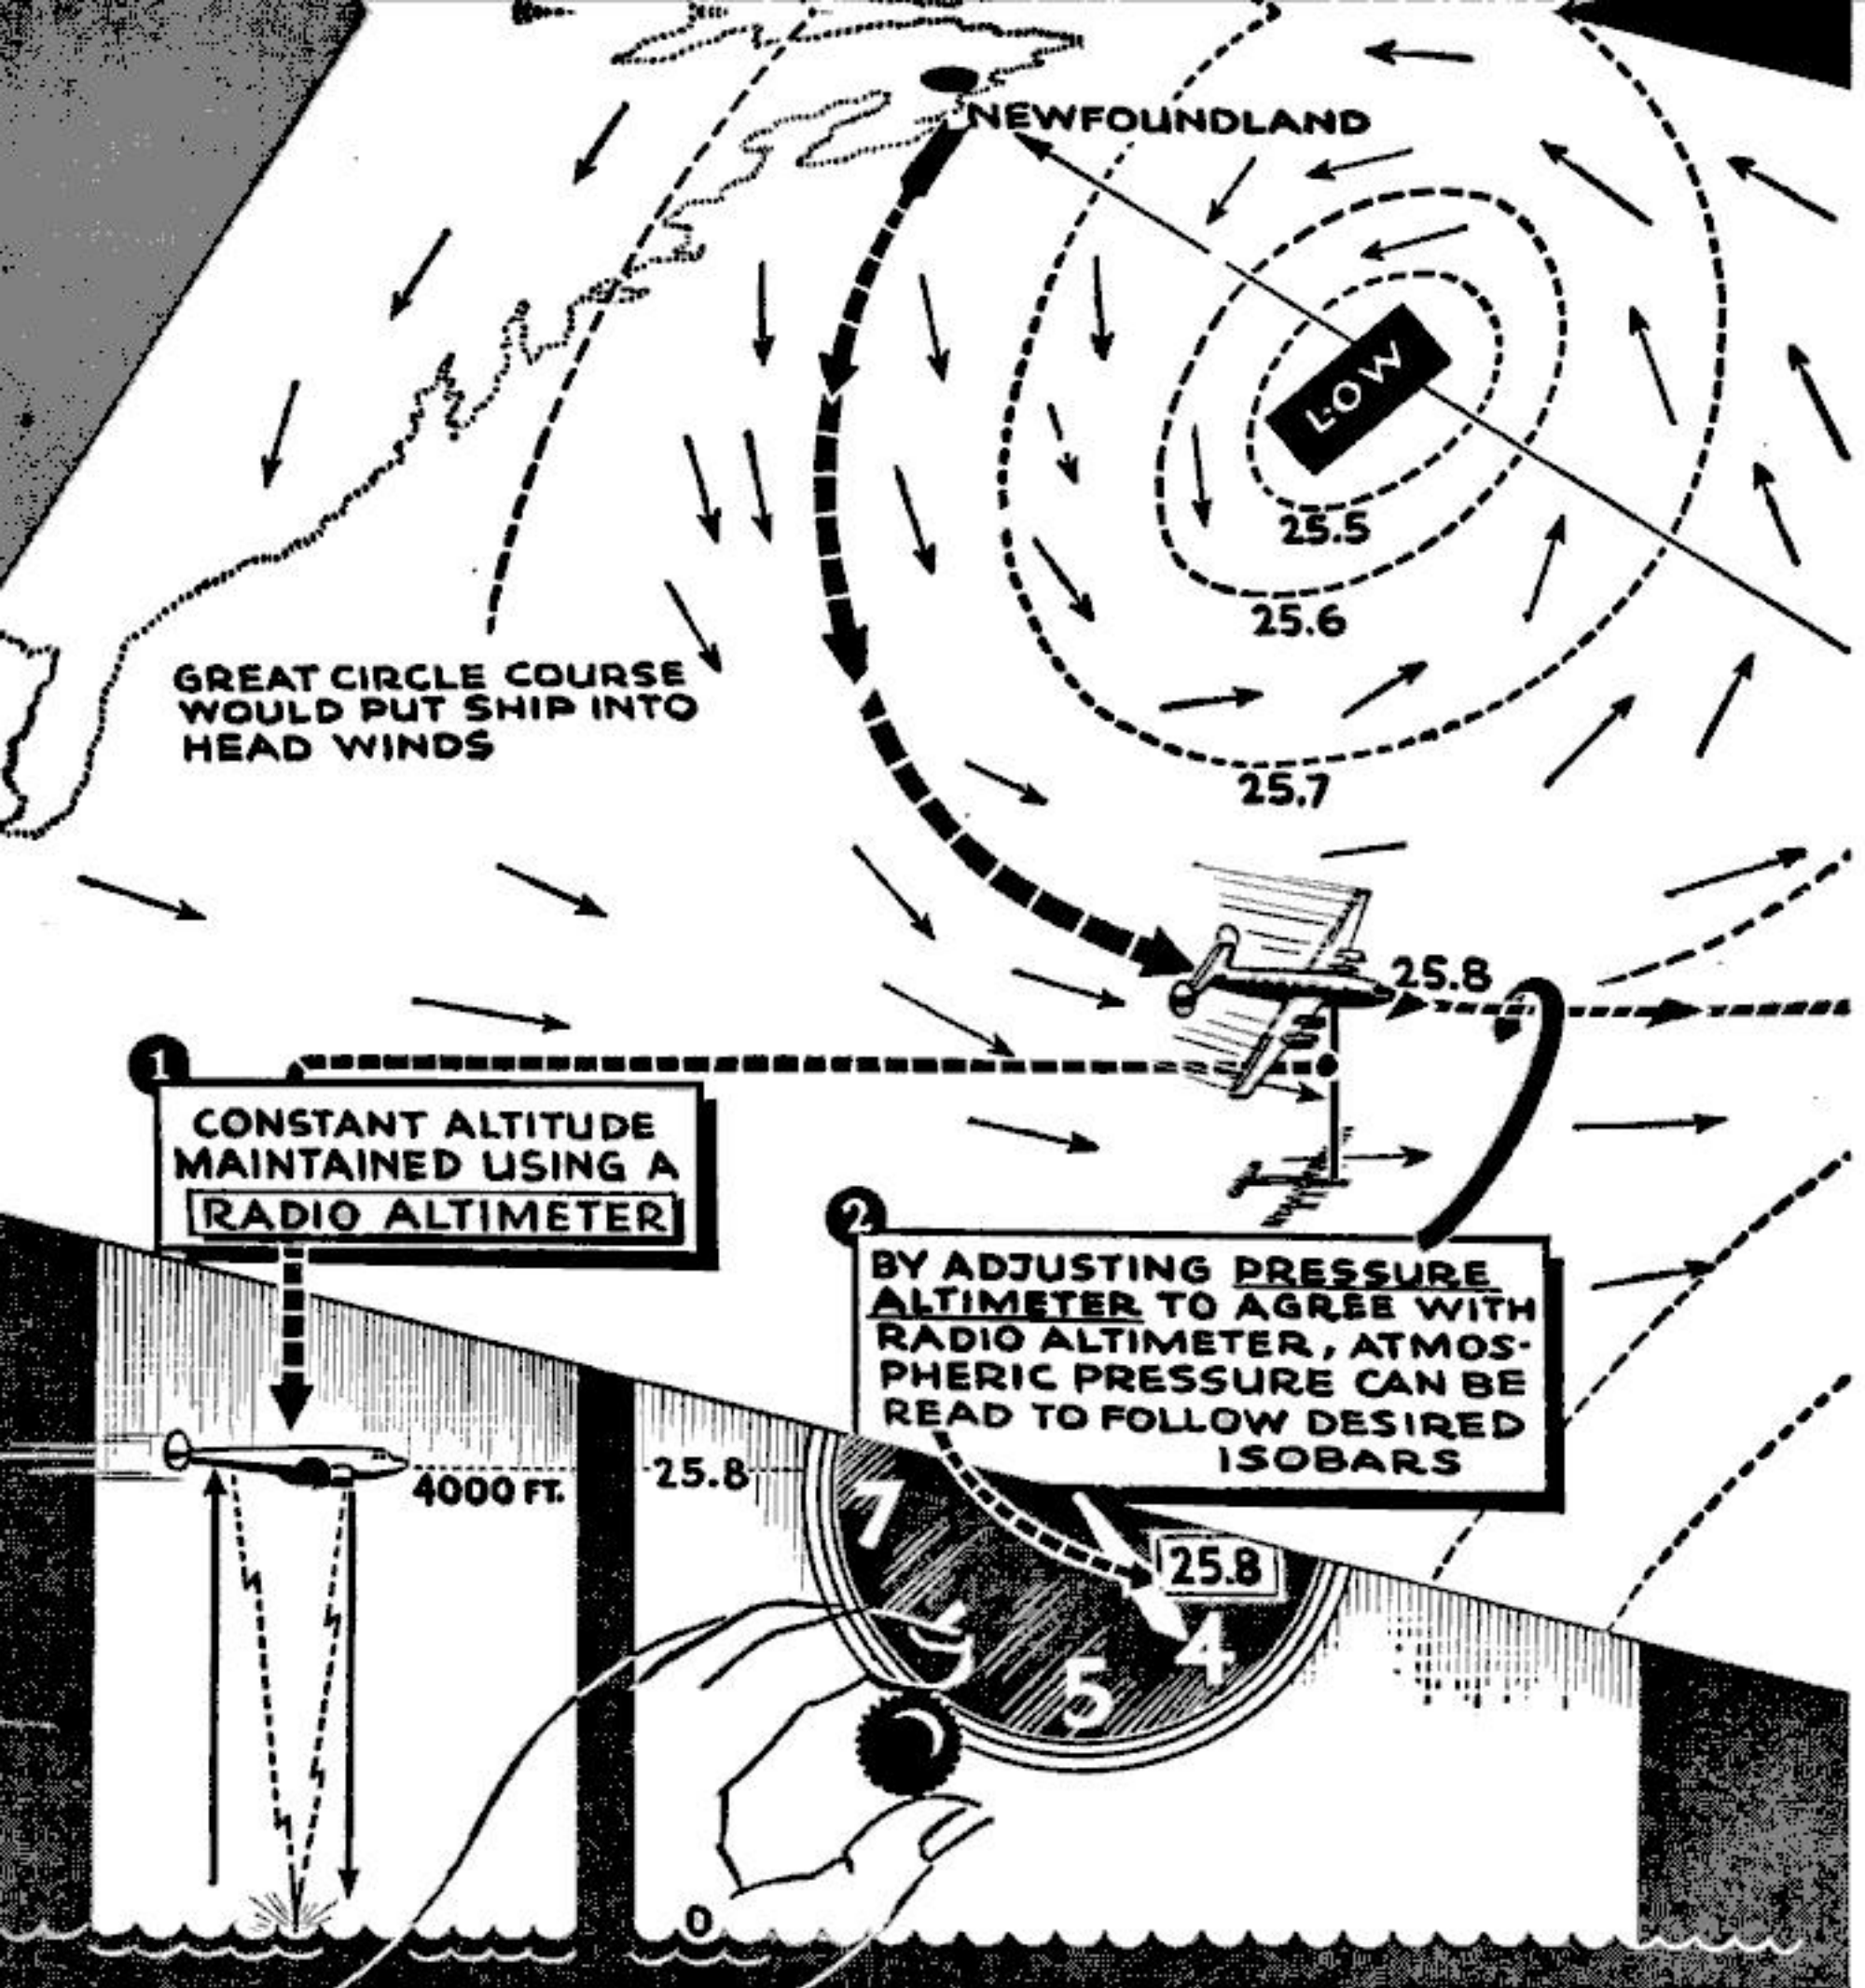 NEWFOUNDLAND
LOW
25.5
25.6
25.7
GREAT CIRCLE COURSE
WOULD PUT SHIP INTO
HEAD WINDS
25.8
1
CONSTANT ALTITUDE
MAINTAINED USING A
RADIO ALTIMETER
2
BY ADJUSTING PRESSURE
ALTIMETER TO AGREE WITH
RADIO ALTIMETER, ATMOS-
PHERIC PRESSURE CAN BE
READ TO FOLLOW DESIRED
ISOBARS
4000 FT.
25.8
7
25.8
4
5
0